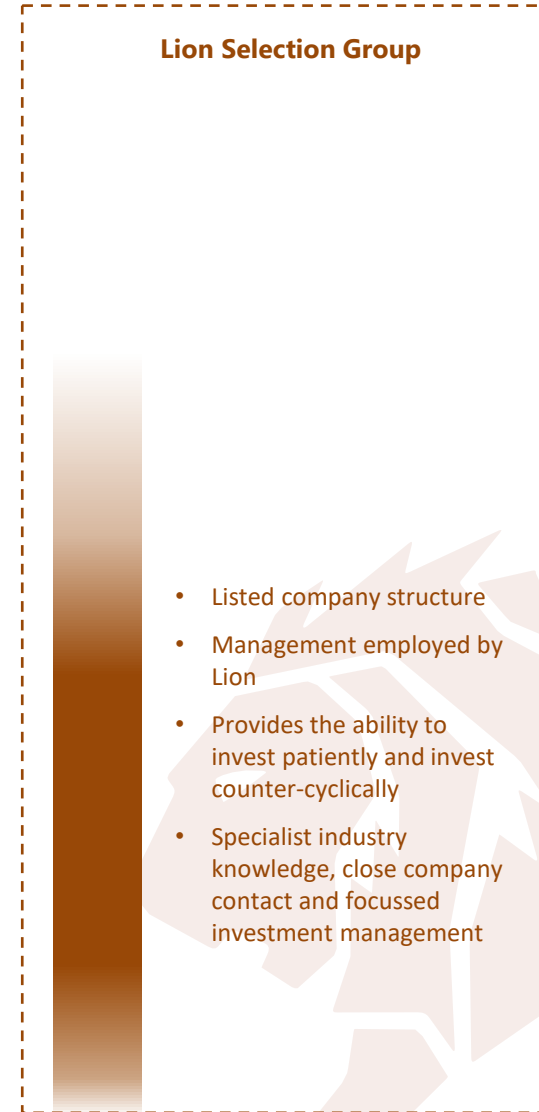 Lion Selection Group
• Listed company structure
• Management employed by
Lion
• Provides the ability to
invest patiently and invest
counter-cyclically
• Specialist industry
knowledge, close company
contact and focussed
investment management